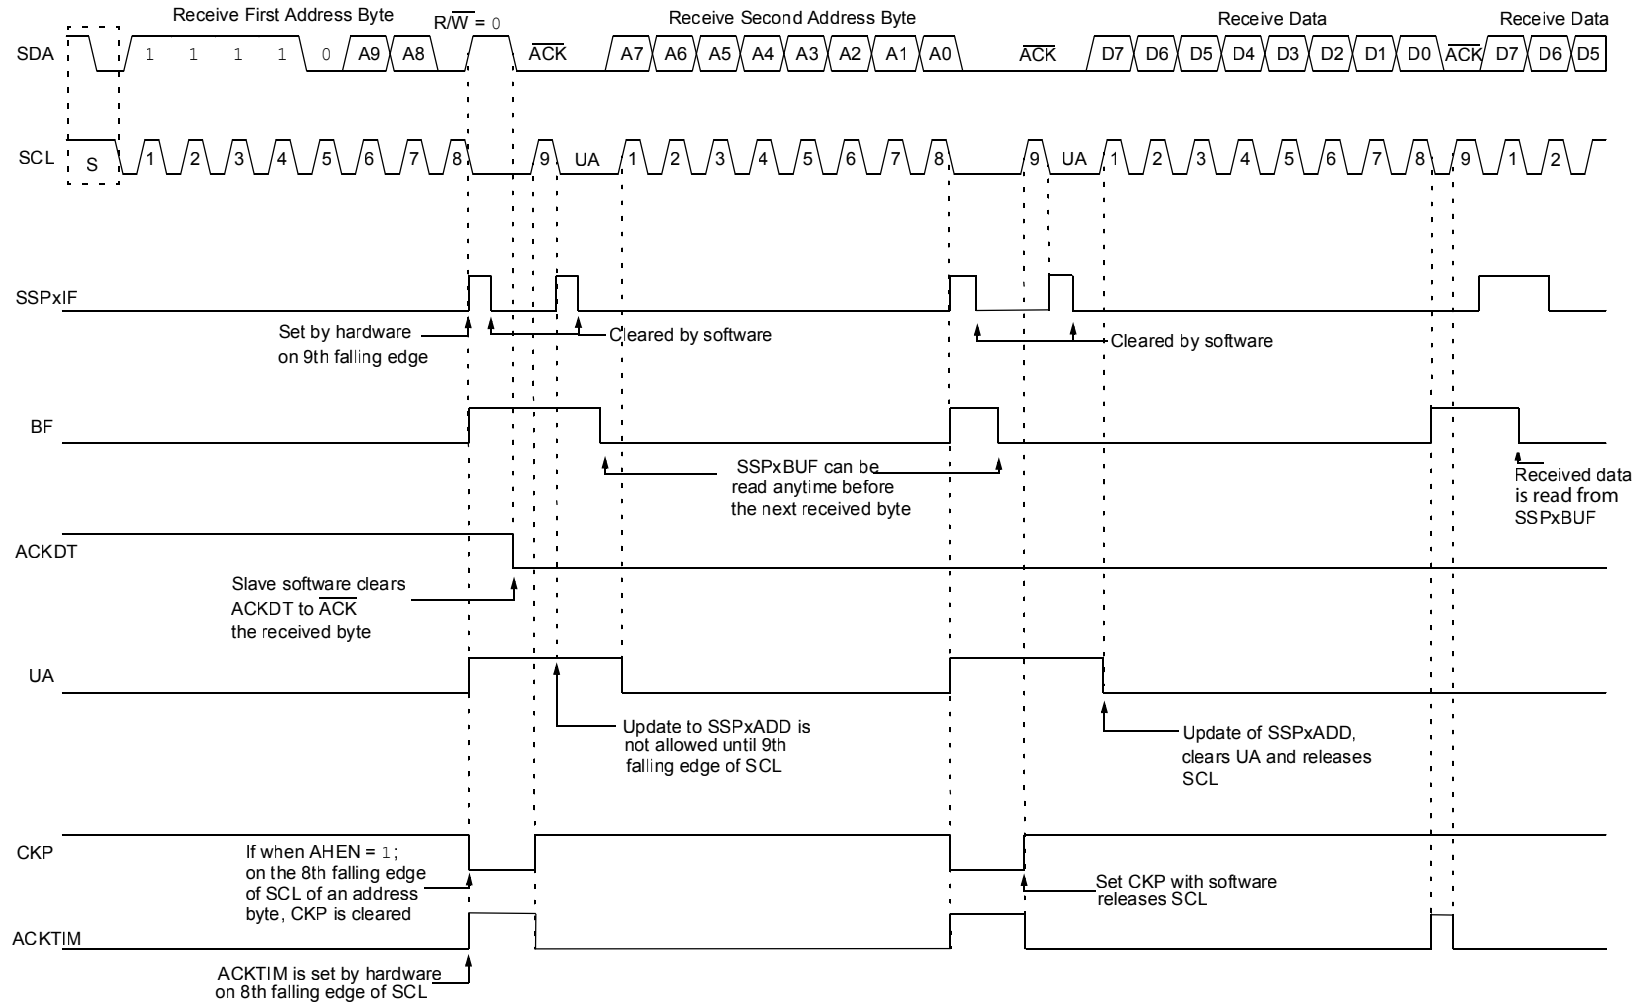 Receive First Address Byte
R/W = 0
Receive Second Address Byte
Receive Data
Receive Data
SDA
1 1 1 1 0 A9 A8
ACK
A7 A6 A5 A4 A3 A2 A1 A0
ACK
D7 D6 D5 D4 D3 D2 D1 D0
ACK
D7 D6 D5
SCL
S
1 2 3 4 5 6 7 8
9
UA
1 2 3 4 5 6 7 8
9
UA
1 2 3 4 5 6 7 8
9
1 2
SSPxIF
Set by hardware
on 9th falling edge
Cleared by software
Cleared by software
BF
SSPxBUF can be
read anytime before
the next received byte
Received data
is read from
SSPxBUF
ACKDT
Slave software clears
ACKDT to ACK
the received byte
UA
Update to SSPxADD is
not allowed until 9th
falling edge of SCL
Update of SSPxADD,
clears UA and releases
SCL
CKP
If when AHEN = 1;
on the 8th falling edge
of SCL of an address
byte, CKP is cleared
Set CKP with software
releases SCL
ACKTIM
ACKTIM is set by hardware
on 8th falling edge of SCL